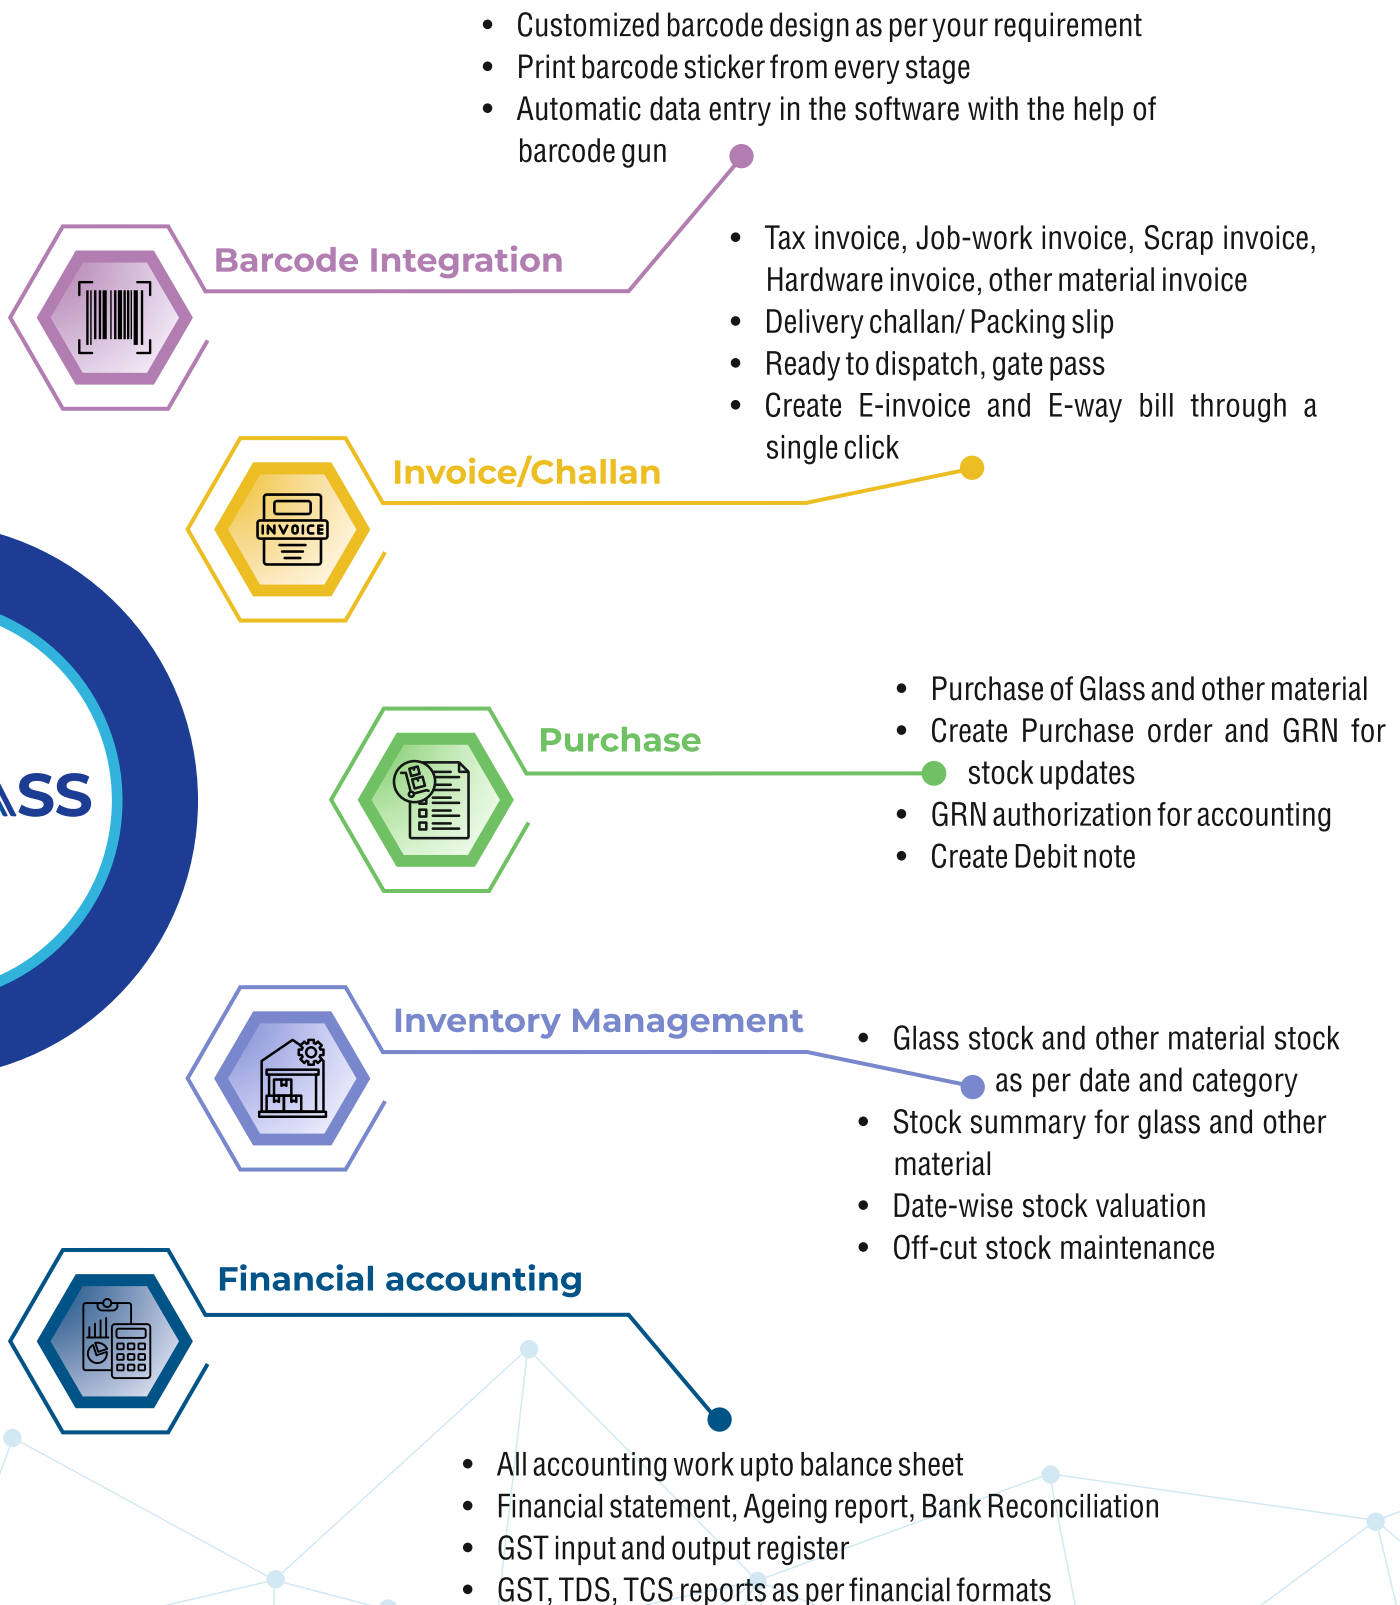 • Customized barcode design as per your requirement
• Print barcode sticker from every stage
• Automatic data entry in the software with the help of
barcode gun
Barcode Integration
• Tax invoice, Job-work invoice, Scrap invoice,
Hardware invoice, other material invoice
• Delivery challan/ Packing slip
• Ready to dispatch, gate pass
• Create E-invoice and E-way bill through a
single click
Invoice/Challan
INVOICE
• Purchase of Glass and other material
• Create Purchase order and GRN for
stock updates
• GRN authorization for accounting
• Create Debit note
Purchase
ASS
Inventory Management
• Glass stock and other material stock
as per date and category
• Stock summary for glass and other
material
• Date-wise stock valuation
• Off-cut stock maintenance
Financial accounting
• All accounting work upto balance sheet
• Financial statement, Ageing report, Bank Reconciliation
• GST input and output register
• GST, TDS, TCS reports as per financial formats